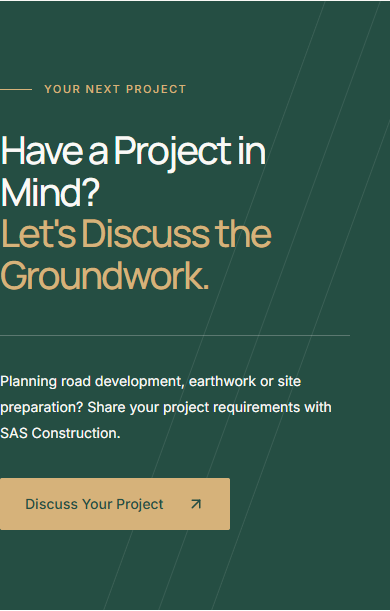 YOUR NEXT PROJECT
Have a Project in
Mind?
Let's Discuss the
Groundwork.
Planning road development, earthwork or site
preparation? Share your project requirements with
SAS Construction.
Discuss Your Project